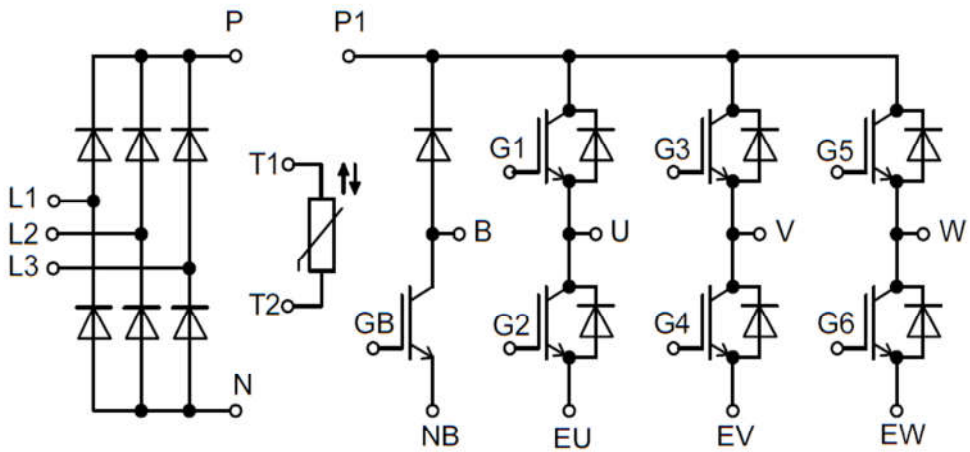 P P1
T1 G1 G3 G5
L1
L2 B U V W
L3
T2 GB G2 G4 G6
N
NB EU EV EW